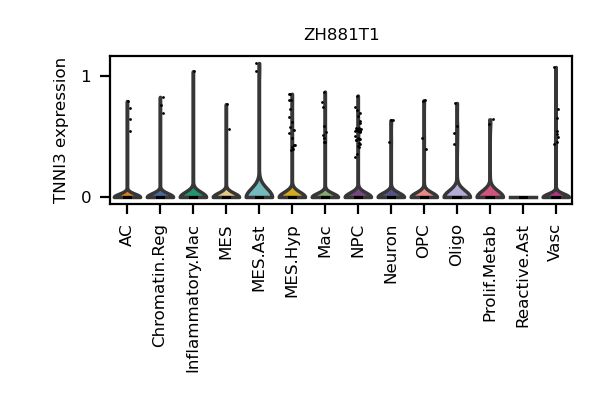 ZH881T1
TNNI3 expression
1
0
AC
Chromatin.Reg
Inflammatory.Mac
MES
MES.Ast
MES.Hyp
Mac
NPC
Neuron
OPC
Oligo
Prolif.Metab
Reactive.Ast
Vasc